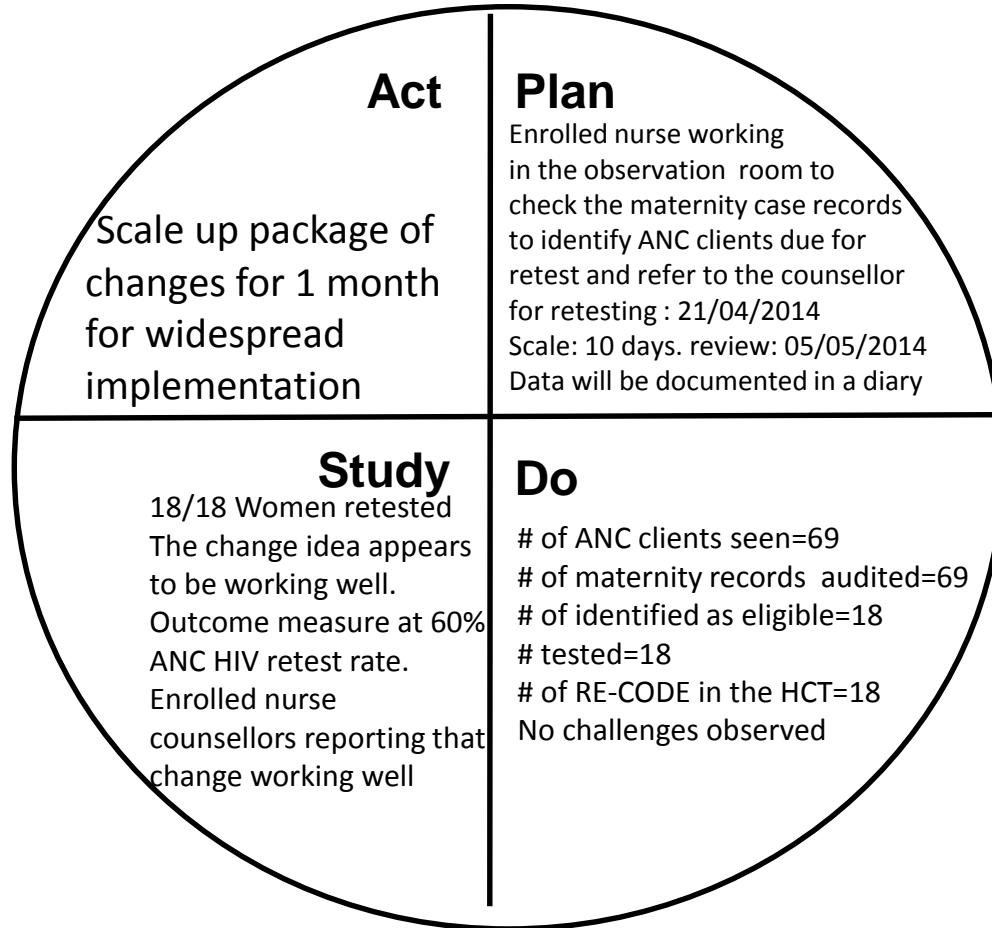 Act
Scale up package of
changes for 1 month
for widespread
implementation
Plan
Enrolled nurse working
in the observation room to
check the maternity case records
to identify ANC clients due for
retest and refer to the counsellor
for retesting : 21/04/2014
Scale: 10 days. review: 05/05/2014
Data will be documented in a diary
Study
18/18 Women retested
The change idea appears
to be working well.
Outcome measure at 60%
ANC HIV retest rate.
Enrolled nurse
counsellors reporting that
change working well
Do
# of ANC clients seen=69
# of maternity records audited=69
# of identified as eligible=18
# tested=18
# of RE-CODE in the HCT=18
No challenges observed